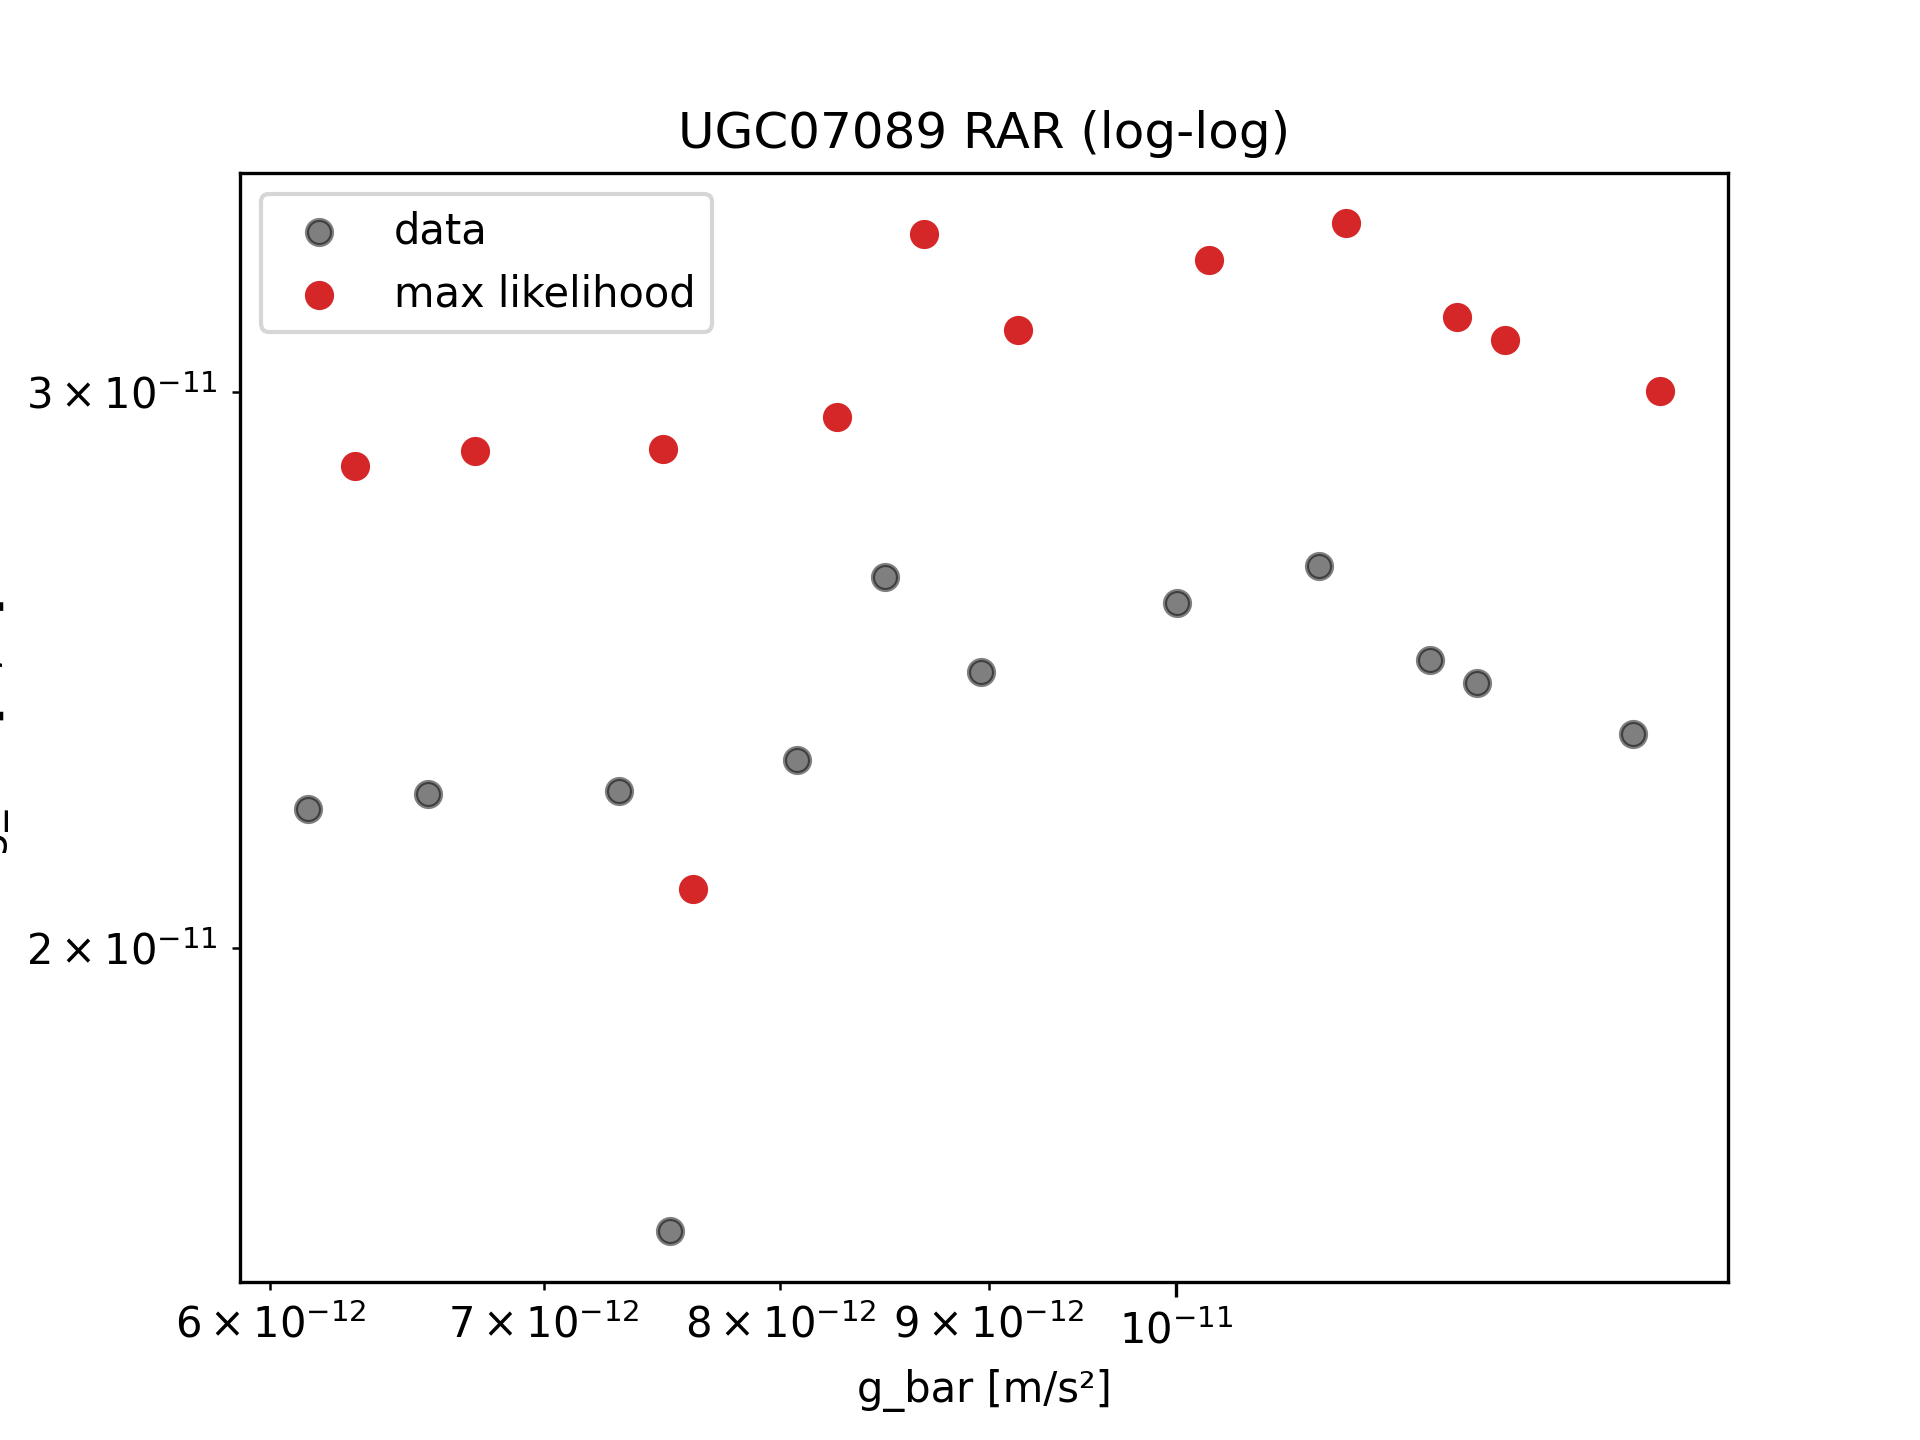 UGC07089 RAR (log-log)
data
max likelihood
3 × 10⁻¹¹
2 × 10⁻¹¹
6 × 10⁻¹² 7 × 10⁻¹² 8 × 10⁻¹² 9 × 10⁻¹² 10⁻¹¹
g_bar [m/s²]